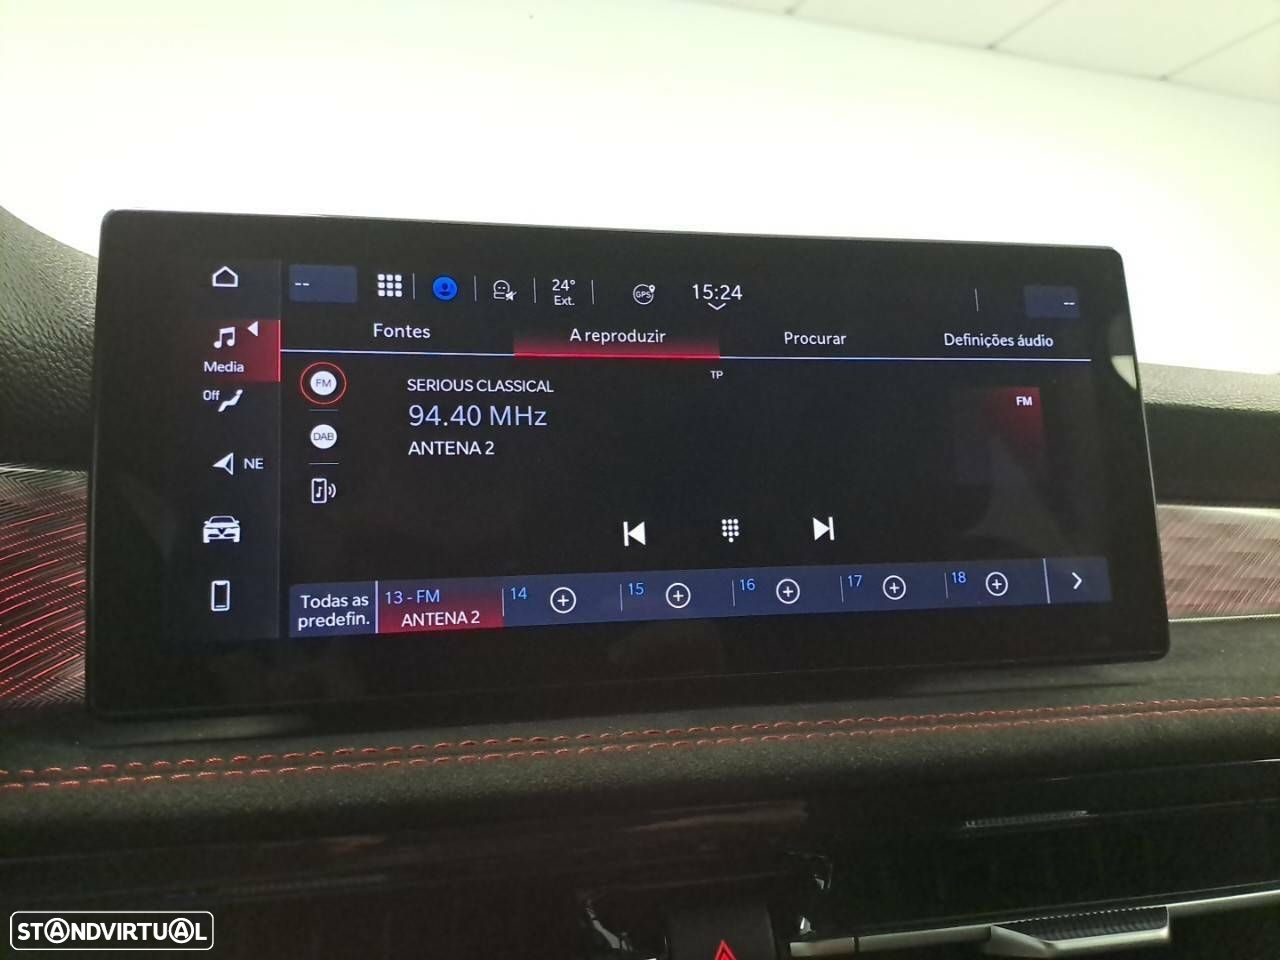 --
24°
Ext.
GPS
15:24
--
Fontes
A reproduzir
Procurar
Definições áudio
Media
Off
NE
FM
DAB
TP
SERIOUS CLASSICAL
94.40 MHz
ANTENA 2
FM
Todas as
predefin.
13 - FM
ANTENA 2
14
15
16
17
18
STANDVIRTUAL